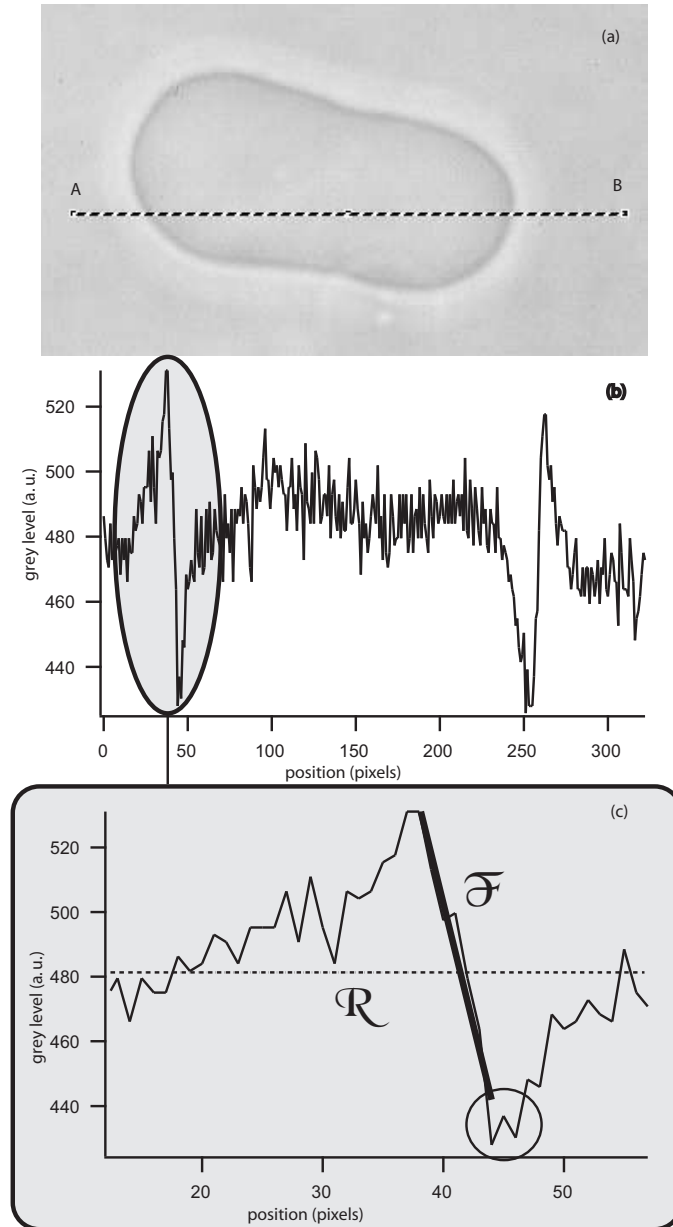 (a)
A
B
(b)
520
500
480
460
440
grey level (a. u.)
0 50 100 150 200 250 300
position (pixels)
(c)
520
500
480
460
440
grey level (a. u.)
ℱ
ℛ
20 30 40 50
position (pixels)